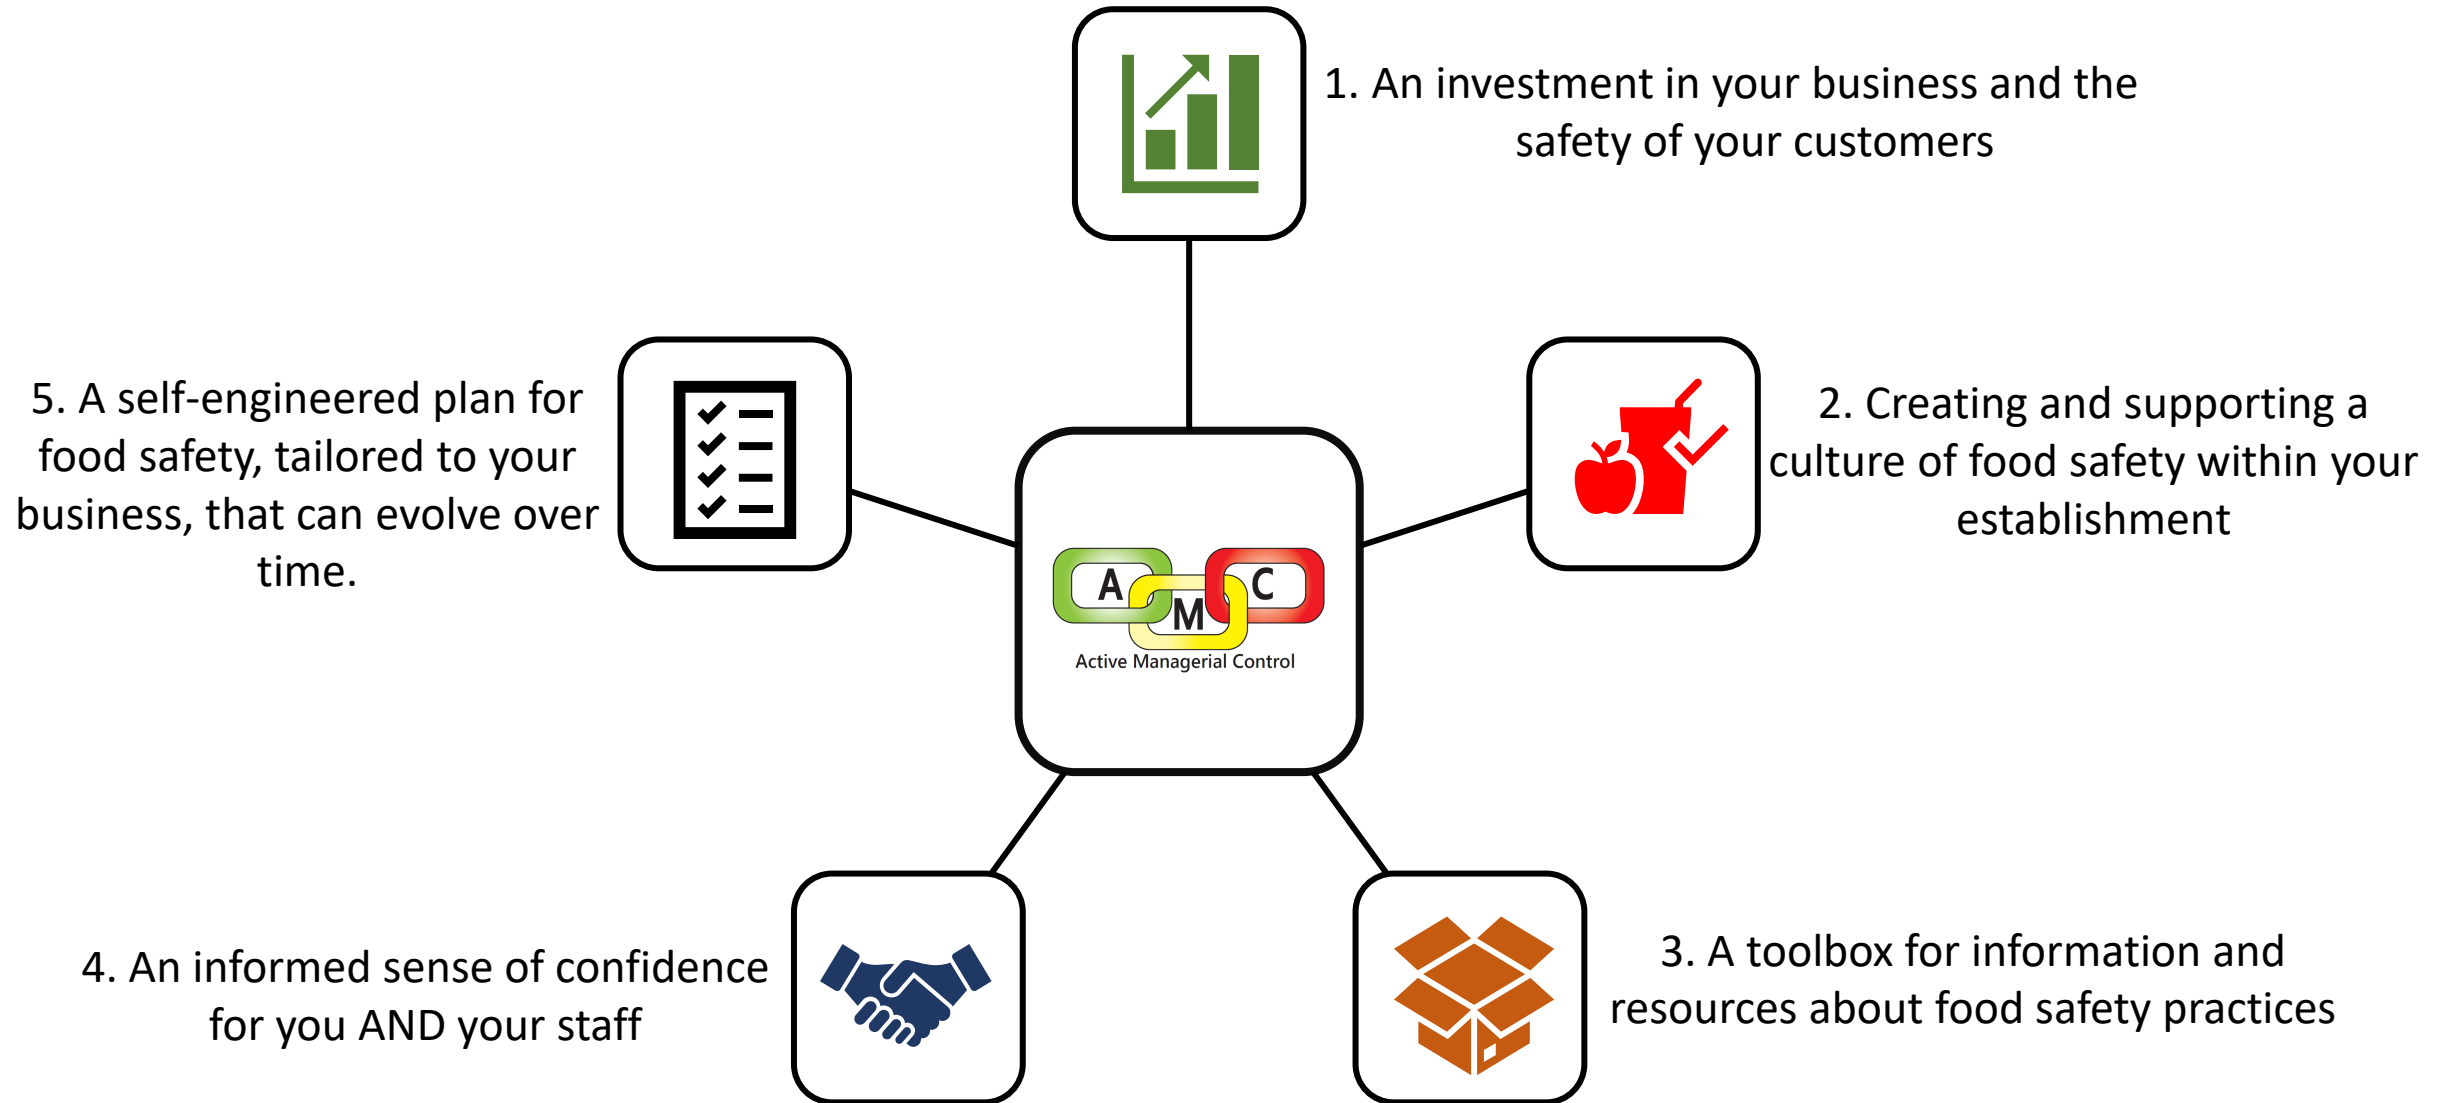 1. An investment in your business and the
safety of your customers
2. Creating and supporting a
culture of food safety within your
establishment
3. A toolbox for information and
resources about food safety practices
4. An informed sense of confidence
for you AND your staff
5. A self-engineered plan for
food safety, tailored to your
business, that can evolve over
time.
A M C
Active Managerial Control